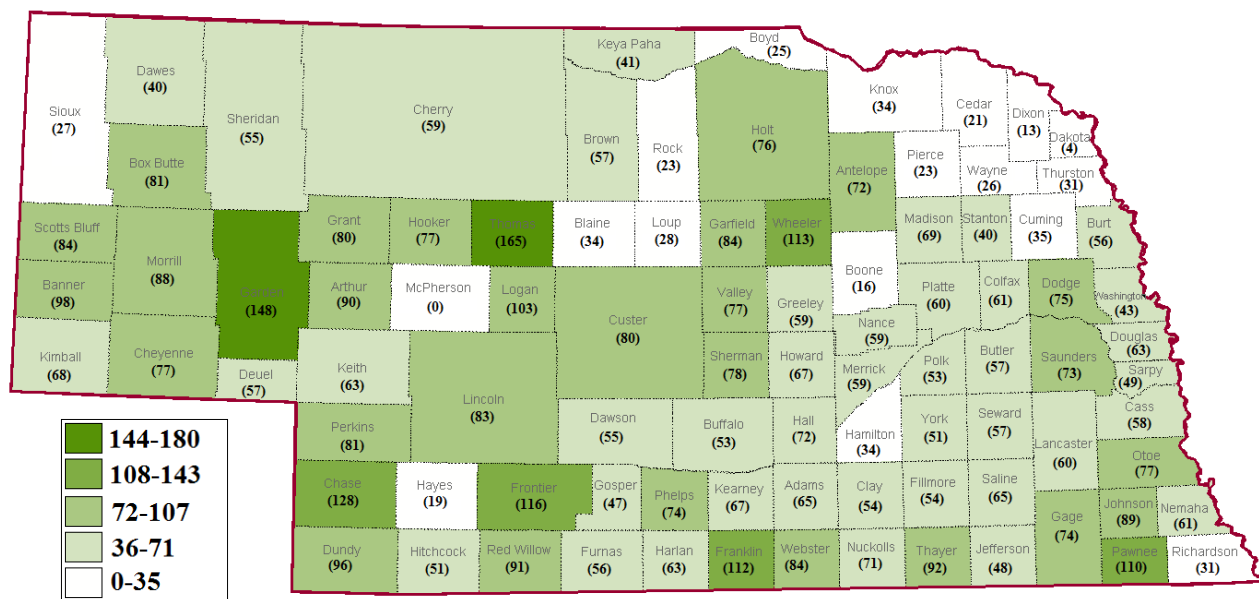 Boyd
(25)
Keya Paha
(41)
Dawes
(40)
Knox
(34)
Cedar
(21)
Dixon
(13)
Sioux
(27)
Sheridan
(55)
Cherry
(59)
Brown
(57)
Rock
(23)
Holt
(76)
Dakota
(4)
Box Butte
(81)
Antelope
(72)
Pierce
(23)
Wayne
(26)
Thurston
(31)
Scotts Bluff
(84)
Morrill
(88)
Garden
(148)
Grant
(80)
Hooker
(77)
Thomas
(165)
Blaine
(34)
Loup
(28)
Garfield
(84)
Wheeler
(113)
Madison
(69)
Stanton
(40)
Cuming
(35)
Burt
(56)
Banner
(98)
Arthur
(90)
McPherson
(0)
Logan
(103)
Custer
(80)
Valley
(77)
Greeley
(59)
Boone
(16)
Platte
(60)
Colfax
(61)
Dodge
(75)
Washington
(43)
Nance
(59)
Kimball
(68)
Cheyenne
(77)
Deuel
(57)
Keith
(63)
Lincoln
(83)
Sherman
(78)
Howard
(67)
Merrick
(59)
Polk
(53)
Butler
(57)
Saunders
(73)
Douglas
(63)
Sarpy
(49)
Perkins
(81)
Dawson
(55)
Buffalo
(53)
Hall
(72)
Hamilton
(34)
York
(51)
Seward
(57)
Lancaster
(60)
Cass
(58)
Otoe
(77)
Chase
(128)
Hayes
(19)
Frontier
(116)
Gosper
(47)
Phelps
(74)
Kearney
(67)
Adams
(65)
Clay
(54)
Fillmore
(54)
Saline
(65)
Gage
(74)
Johnson
(89)
Nemaha
(61)
Dundy
(96)
Hitchcock
(51)
Red Willow
(91)
Furnas
(56)
Harlan
(63)
Franklin
(112)
Webster
(84)
Nuckolls
(71)
Thayer
(92)
Jefferson
(48)
Pawnee
(110)
Richardson
(31)
144-180
108-143
72-107
36-71
0-35